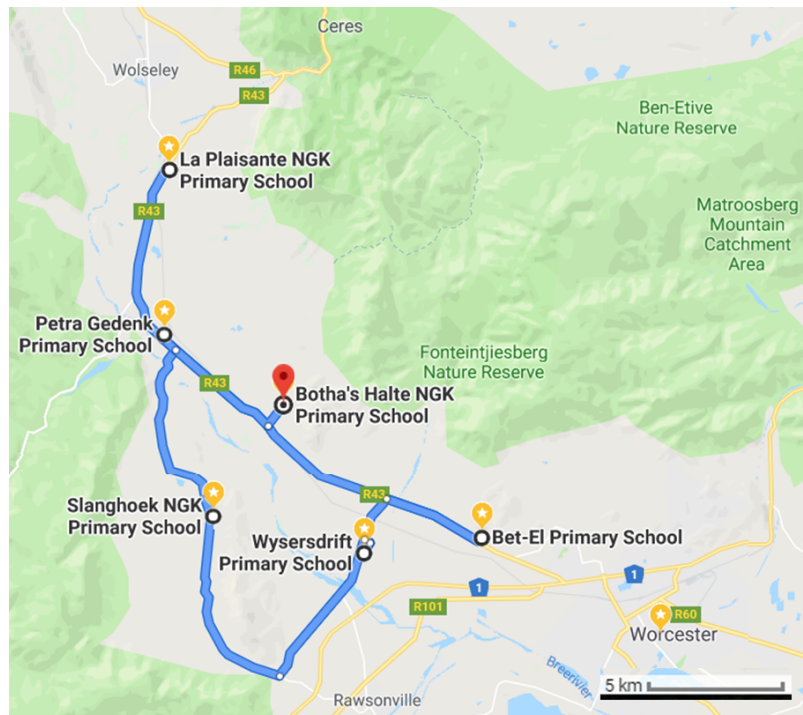 Ceres
Wolseley
R46
R43
Ben-Etive
Nature Reserve
La Plaisante NGK
Primary School
R43
Matroosberg
Mountain
Catchment
Area
Petra Gedenk
Primary School
Fonteintjiesberg
Nature Reserve
R43
Botha's Halte NGK
Primary School
R43
Slanghoek NGK
Primary School
Wysersdrift
Primary School
Bet-El Primary School
1
1
R101
R60
Worcester
Breerivier
5 km
Rawsonville